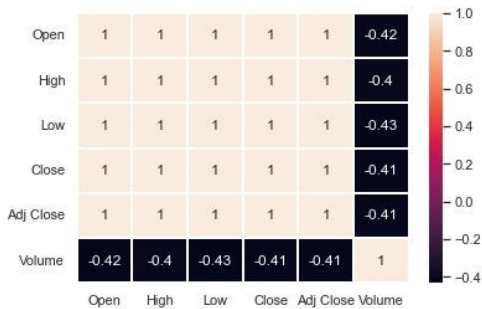 Open 1 1 1 1 1 -0.42
High 1 1 1 1 1 -0.4
Low 1 1 1 1 1 -0.43
Close 1 1 1 1 1 -0.41
Adj Close 1 1 1 1 1 -0.41
Volume -0.42 -0.4 -0.43 -0.41 -0.41 1
Open High Low Close Adj Close Volume
1.0
0.8
0.6
0.4
0.2
0.0
−0.2
−0.4